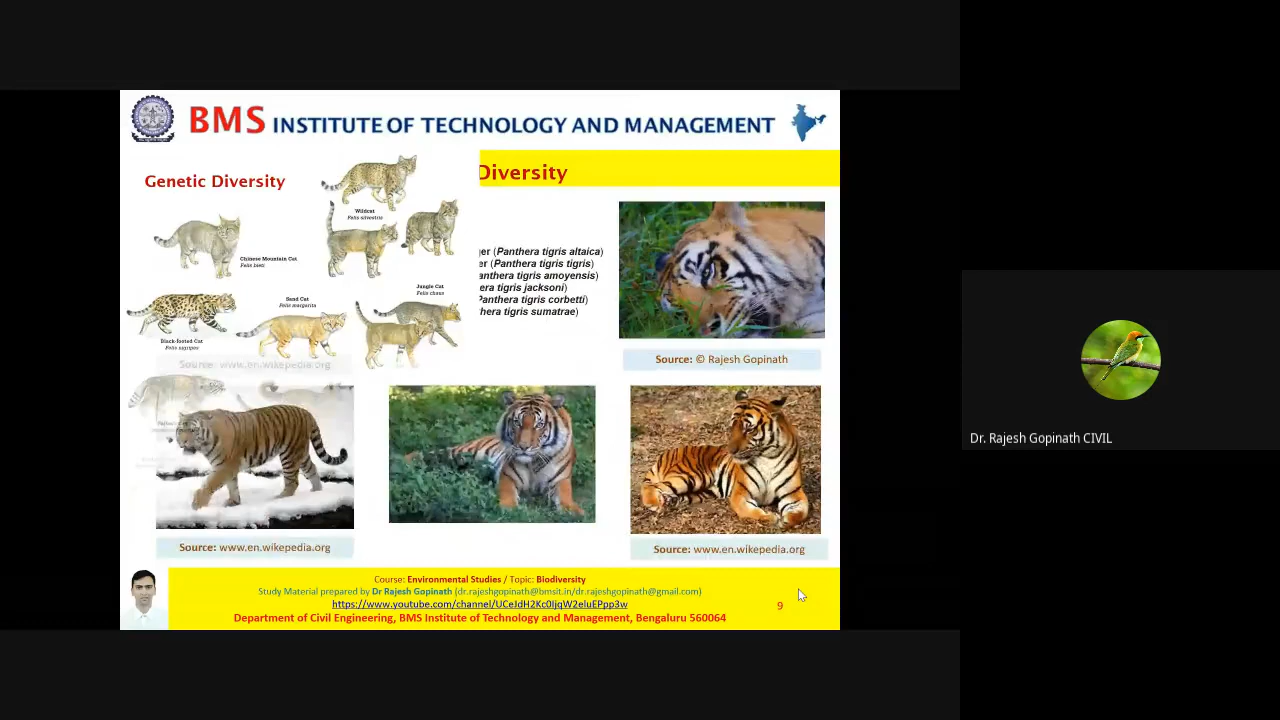 BMS INSTITUTE OF TECHNOLOGY AND MANAGEMENT
Diversity
Genetic Diversity
Wildcat
Felis silvestris
Chinese Mountain Cat
Felis bieti
Jungle Cat
Felis chaus
Sand Cat
Felis margarita
Black-footed Cat
Felis nigripes
ger (Panthera tigris altaica)
er (Panthera tigris tigris)
anthera tigris amoyensis)
era tigris jacksoni)
Panthera tigris corbetti)
hera tigris sumatrae)
Source: © Rajesh Gopinath
Source: www.en.wikepedia.org
Source: www.en.wikepedia.org
Source: www.en.wikepedia.org
Course: Environmental Studies / Topic: Biodiversity
Study Material prepared by Dr Rajesh Gopinath (dr.rajeshgopinath@bmsit.in/dr.rajeshgopinath@gmail.com)
https://www.youtube.com/channel/UCeJdH2Kc0IjqW2eluEPpp3w
9
Department of Civil Engineering, BMS Institute of Technology and Management, Bengaluru 560064
Dr. Rajesh Gopinath CIVIL